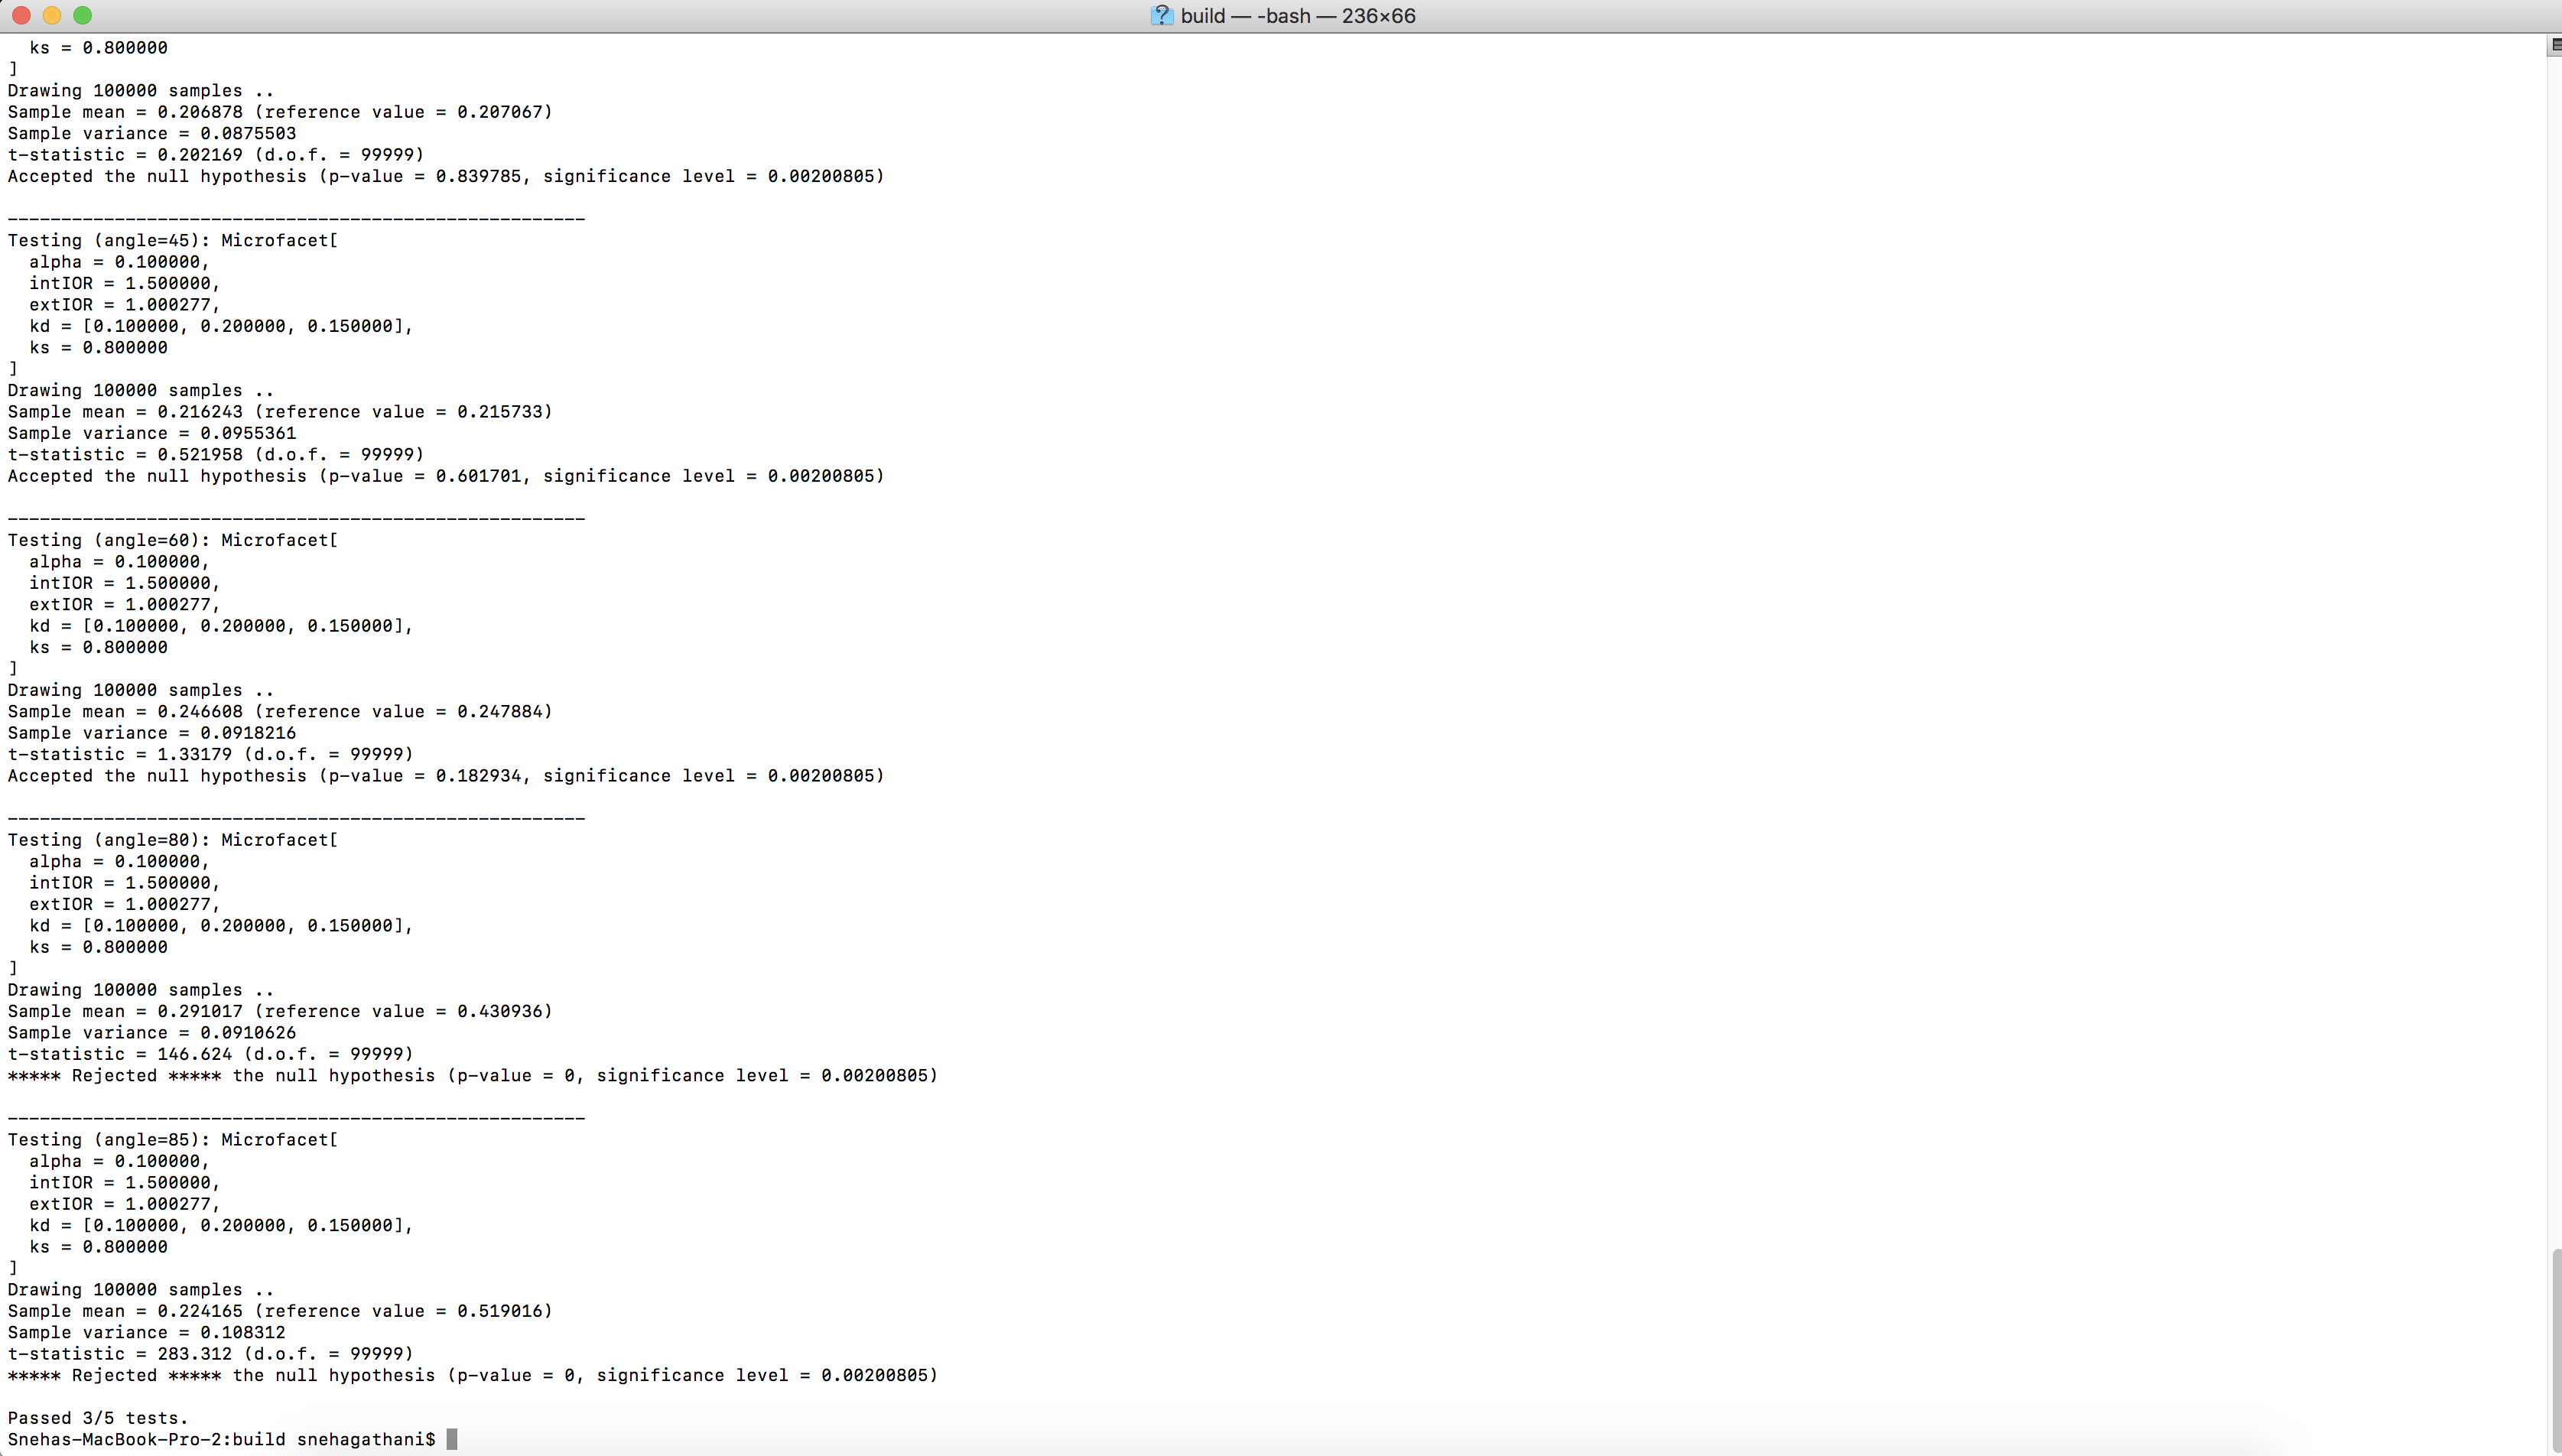 build — -bash — 236×66
  ks = 0.800000
]
Drawing 100000 samples ..
Sample mean = 0.206878 (reference value = 0.207067)
Sample variance = 0.0875503
t-statistic = 0.202169 (d.o.f. = 99999)
Accepted the null hypothesis (p-value = 0.839785, significance level = 0.00200805)

------------------------------------------------------
Testing (angle=45): Microfacet[
  alpha = 0.100000,
  intIOR = 1.500000,
  extIOR = 1.000277,
  kd = [0.100000, 0.200000, 0.150000],
  ks = 0.800000
]
Drawing 100000 samples ..
Sample mean = 0.216243 (reference value = 0.215733)
Sample variance = 0.0955361
t-statistic = 0.521958 (d.o.f. = 99999)
Accepted the null hypothesis (p-value = 0.601701, significance level = 0.00200805)

------------------------------------------------------
Testing (angle=60): Microfacet[
  alpha = 0.100000,
  intIOR = 1.500000,
  extIOR = 1.000277,
  kd = [0.100000, 0.200000, 0.150000],
  ks = 0.800000
]
Drawing 100000 samples ..
Sample mean = 0.246608 (reference value = 0.247884)
Sample variance = 0.0918216
t-statistic = 1.33179 (d.o.f. = 99999)
Accepted the null hypothesis (p-value = 0.182934, significance level = 0.00200805)

------------------------------------------------------
Testing (angle=80): Microfacet[
  alpha = 0.100000,
  intIOR = 1.500000,
  extIOR = 1.000277,
  kd = [0.100000, 0.200000, 0.150000],
  ks = 0.800000
]
Drawing 100000 samples ..
Sample mean = 0.291017 (reference value = 0.430936)
Sample variance = 0.0910626
t-statistic = 146.624 (d.o.f. = 99999)
***** Rejected ***** the null hypothesis (p-value = 0, significance level = 0.00200805)

------------------------------------------------------
Testing (angle=85): Microfacet[
  alpha = 0.100000,
  intIOR = 1.500000,
  extIOR = 1.000277,
  kd = [0.100000, 0.200000, 0.150000],
  ks = 0.800000
]
Drawing 100000 samples ..
Sample mean = 0.224165 (reference value = 0.519016)
Sample variance = 0.108312
t-statistic = 283.312 (d.o.f. = 99999)
***** Rejected ***** the null hypothesis (p-value = 0, significance level = 0.00200805)

Passed 3/5 tests.
Snehas-MacBook-Pro-2:build snehagathani$